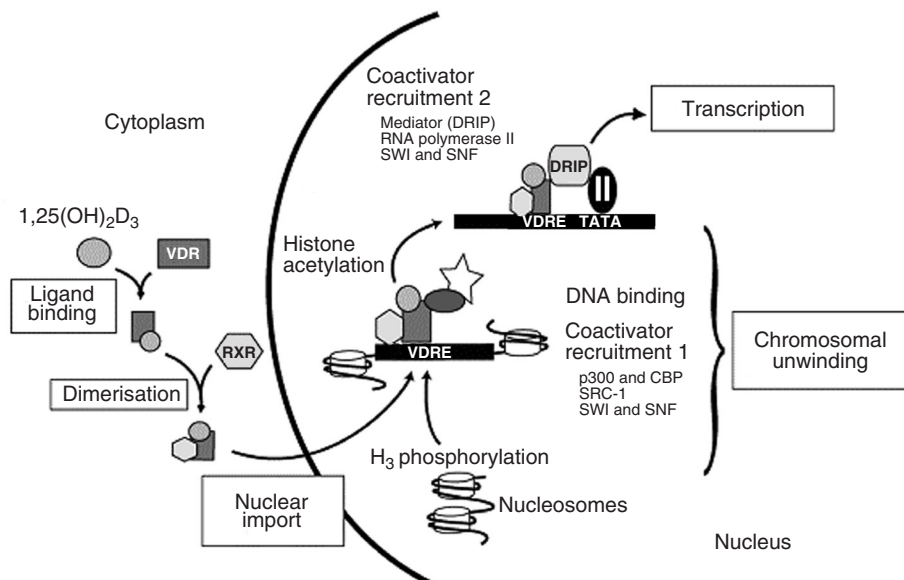 Cytoplasm
1,25(OH)₂D₃
VDR
Ligand
binding
RXR
Dimerisation
Nuclear
import
Coactivator
recruitment 2
Mediator (DRIP)
RNA polymerase II
SWI and SNF
DRIP
II
VDRE TATA
Transcription
Histone
acetylation
VDRE
DNA binding
Coactivator
recruitment 1
p300 and CBP
SRC-1
SWI and SNF
Chromosomal
unwinding
H₃ phosphorylation
Nucleosomes
Nucleus